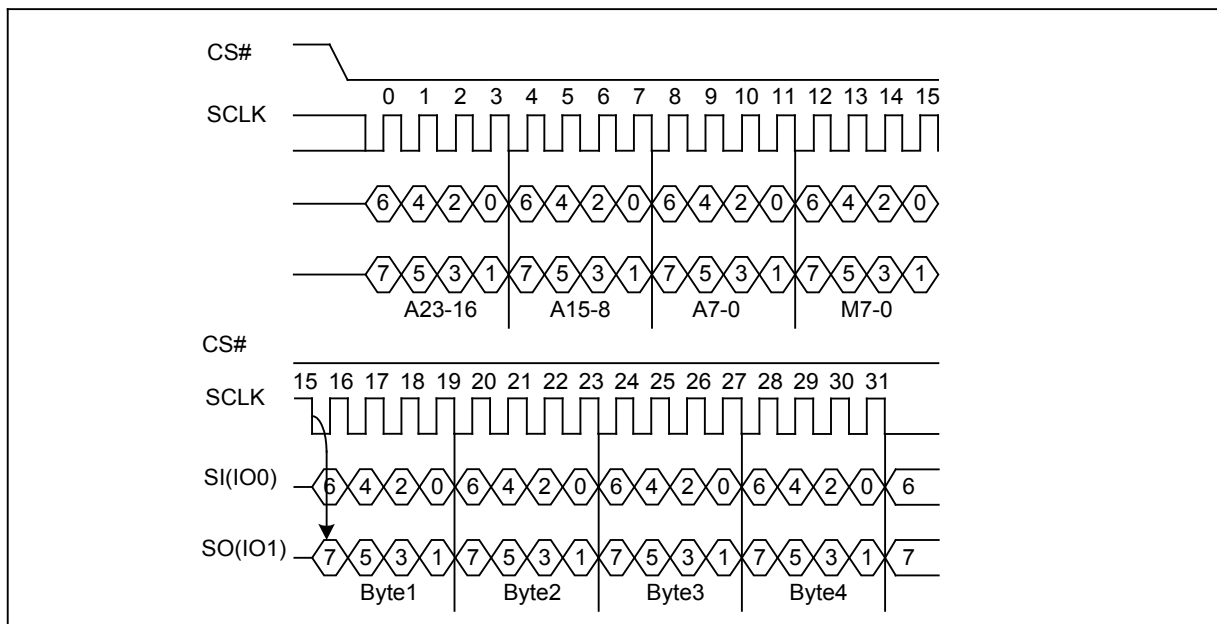 CS#
0 1 2 3 4 5 6 7 8 9 10 11 12 13 14 15
SCLK
6 4 2 0 6 4 2 0 6 4 2 0 6 4 2 0
7 5 3 1 7 5 3 1 7 5 3 1 7 5 3 1
A23-16 A15-8 A7-0 M7-0
CS#
15 16 17 18 19 20 21 22 23 24 25 26 27 28 29 30 31
SCLK
SI(IO0) 6 4 2 0 6 4 2 0 6 4 2 0 6 4 2 0 6
SO(IO1) 7 5 3 1 7 5 3 1 7 5 3 1 7 5 3 1 7
Byte1 Byte2 Byte3 Byte4